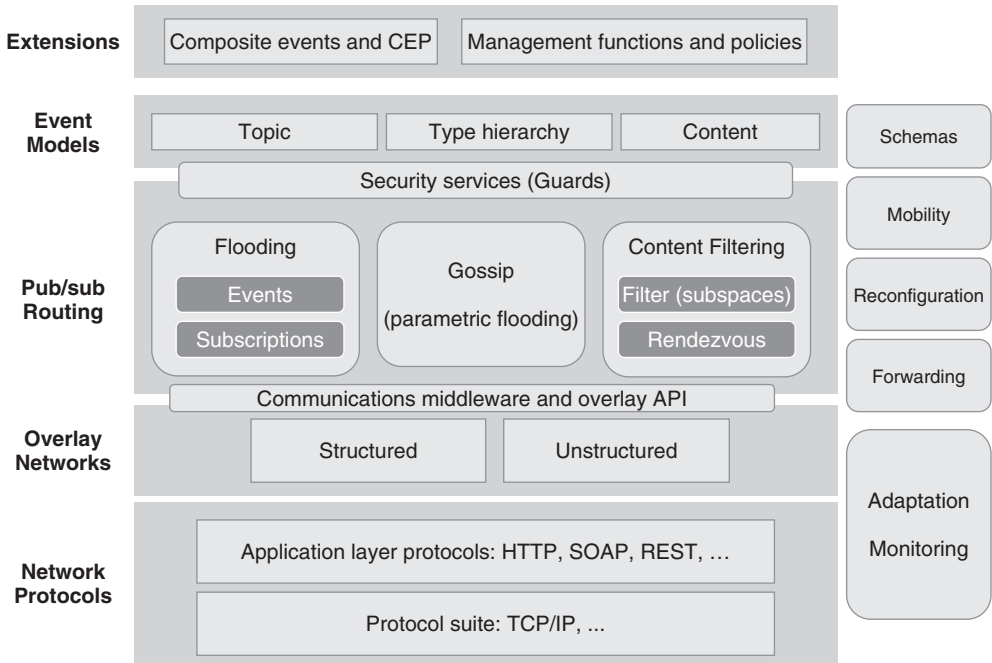 Extensions
Composite events and CEP
Management functions and policies
Event
Models
Topic
Type hierarchy
Content
Security services (Guards)
Pub/sub
Routing
Flooding
Events
Subscriptions
Gossip
(parametric flooding)
Content Filtering
Filter (subspaces)
Rendezvous
Communications middleware and overlay API
Overlay
Networks
Structured
Unstructured
Network
Protocols
Application layer protocols: HTTP, SOAP, REST, …
Protocol suite: TCP/IP, ...
Schemas
Mobility
Reconfiguration
Forwarding
Adaptation
Monitoring